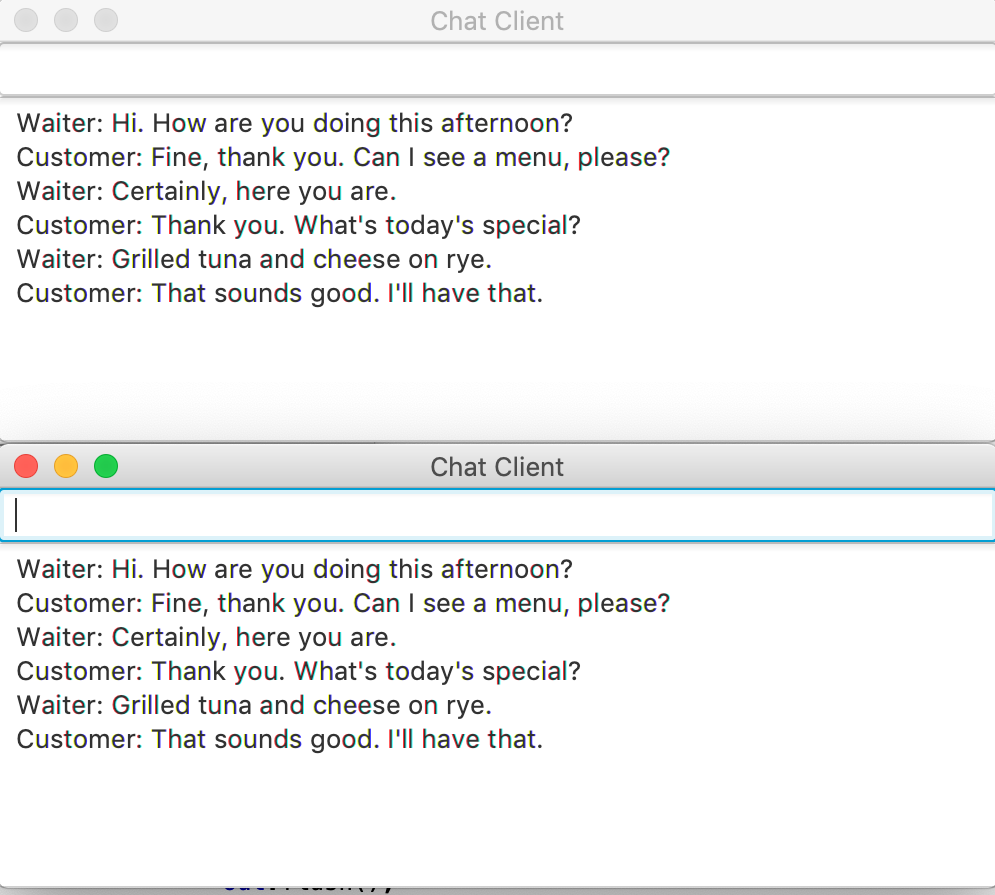 Chat Client
Waiter: Hi. How are you doing this afternoon?
Customer: Fine, thank you. Can I see a menu, please?
Waiter: Certainly, here you are.
Customer: Thank you. What's today's special?
Waiter: Grilled tuna and cheese on rye.
Customer: That sounds good. I'll have that.
Chat Client
Waiter: Hi. How are you doing this afternoon?
Customer: Fine, thank you. Can I see a menu, please?
Waiter: Certainly, here you are.
Customer: Thank you. What's today's special?
Waiter: Grilled tuna and cheese on rye.
Customer: That sounds good. I'll have that.